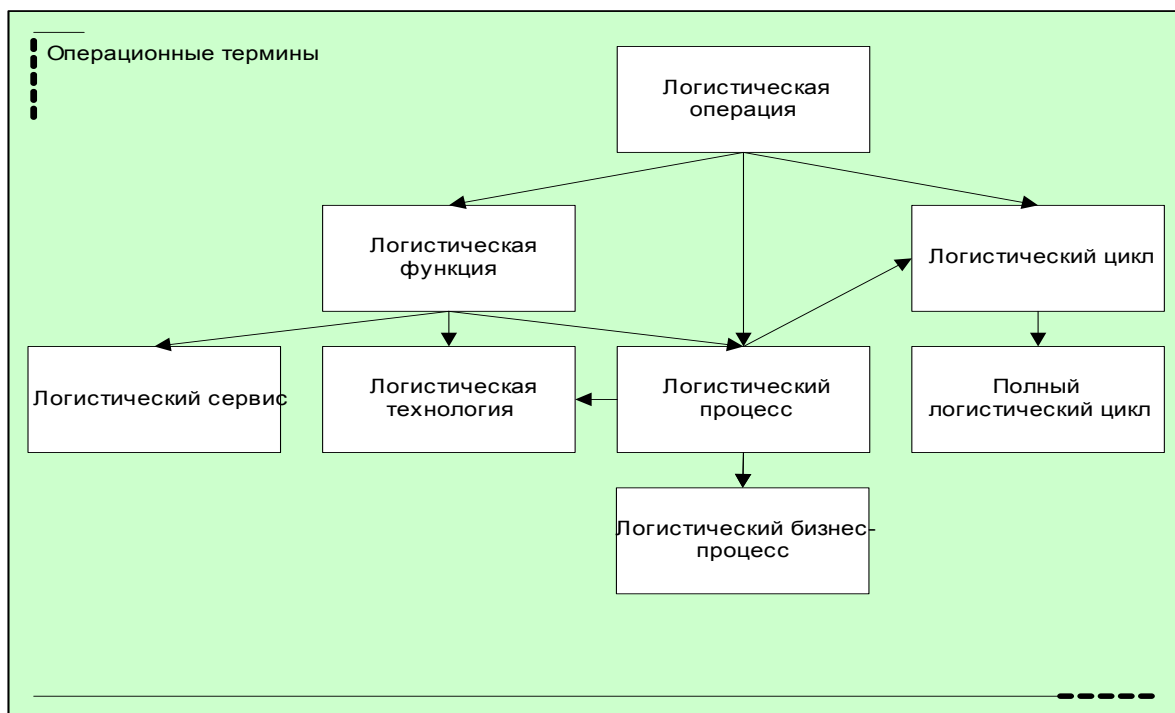 Операционные термины
Логистическая
операция
Логистическая
функция
Логистический цикл
Логистический сервис
Логистическая
технология
Логистический
процесс
Полный
логистический цикл
Логистический бизнес-
процесс